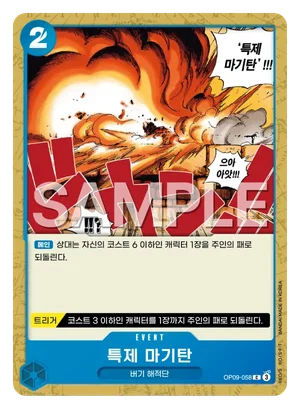 2
'특제
마기탄' !!!
으아
아앗!!!
SAMPLE
메인 상대는 자신의 코스트 6 이하인 캐릭터 1장을 주인의 패로
되돌린다.
트리거 코스트 3 이하인 캐릭터를 1장까지 주인의 패로 되돌린다.
EVENT
특제 마기탄
버기 해적단
OP09-058 C 3